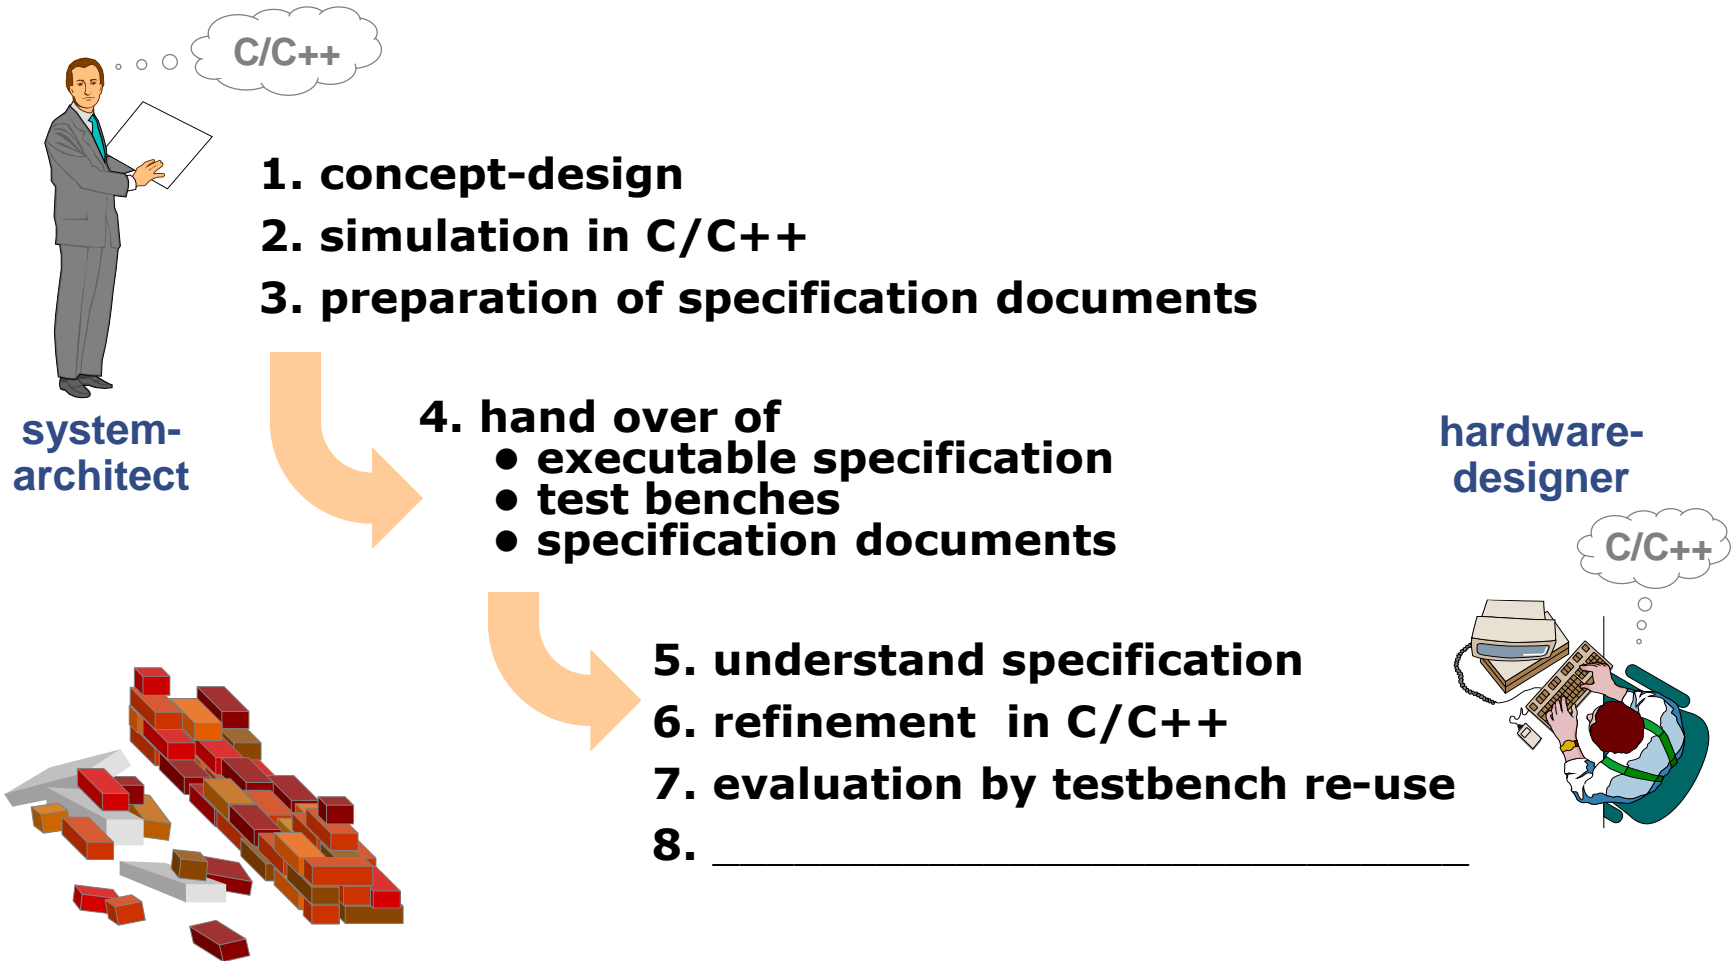 C/C++
1. concept-design
2. simulation in C/C++
3. preparation of specification documents
system-
architect
4. hand over of
● executable specification
● test benches
● specification documents
hardware-
designer
C/C++
5. understand specification
6. refinement  in C/C++
7. evaluation by testbench re-use
8. ____________________________